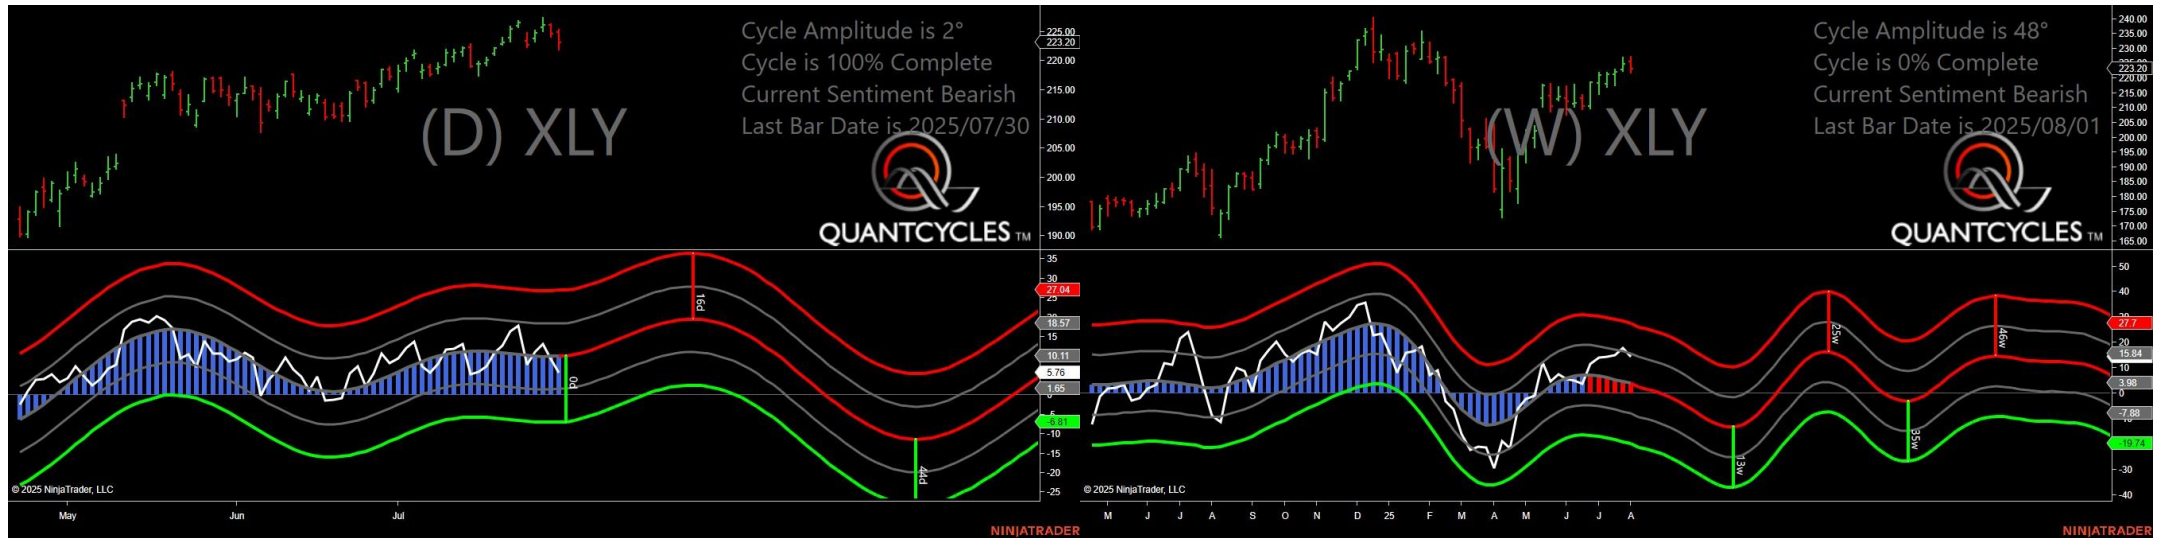 Cycle Amplitude is 2°
Cycle is 100% Complete
Current Sentiment Bearish
Last Bar Date is 2025/07/30
(D) XLY
QUANTCYCLES TM
225.00
223.20
220.00
215.00
210.00
205.00
200.00
195.00
190.00
35
30
27.04
25
18.57
15
10.11
5.76
1.65
0
-5
-6.81
-10
-15
-20
-25
16d
0d
44d
© 2025 NinjaTrader, LLC
May Jun Jul
NINJATRADER
Cycle Amplitude is 48°
Cycle is 0% Complete
Current Sentiment Bearish
Last Bar Date is 2025/08/01
(W) XLY
QUANTCYCLES TM
240.00
235.00
230.00
223.20
220.00
215.00
210.00
205.00
200.00
195.00
190.00
185.00
180.00
175.00
170.00
165.00
50
40
27.7
20
15.84
10
3.98
0
-7.88
-19.74
-30
-40
25w
46w
13w
35w
© 2025 NinjaTrader, LLC
M J J A S O N D 25 F M A M J J A
NINJATRADER